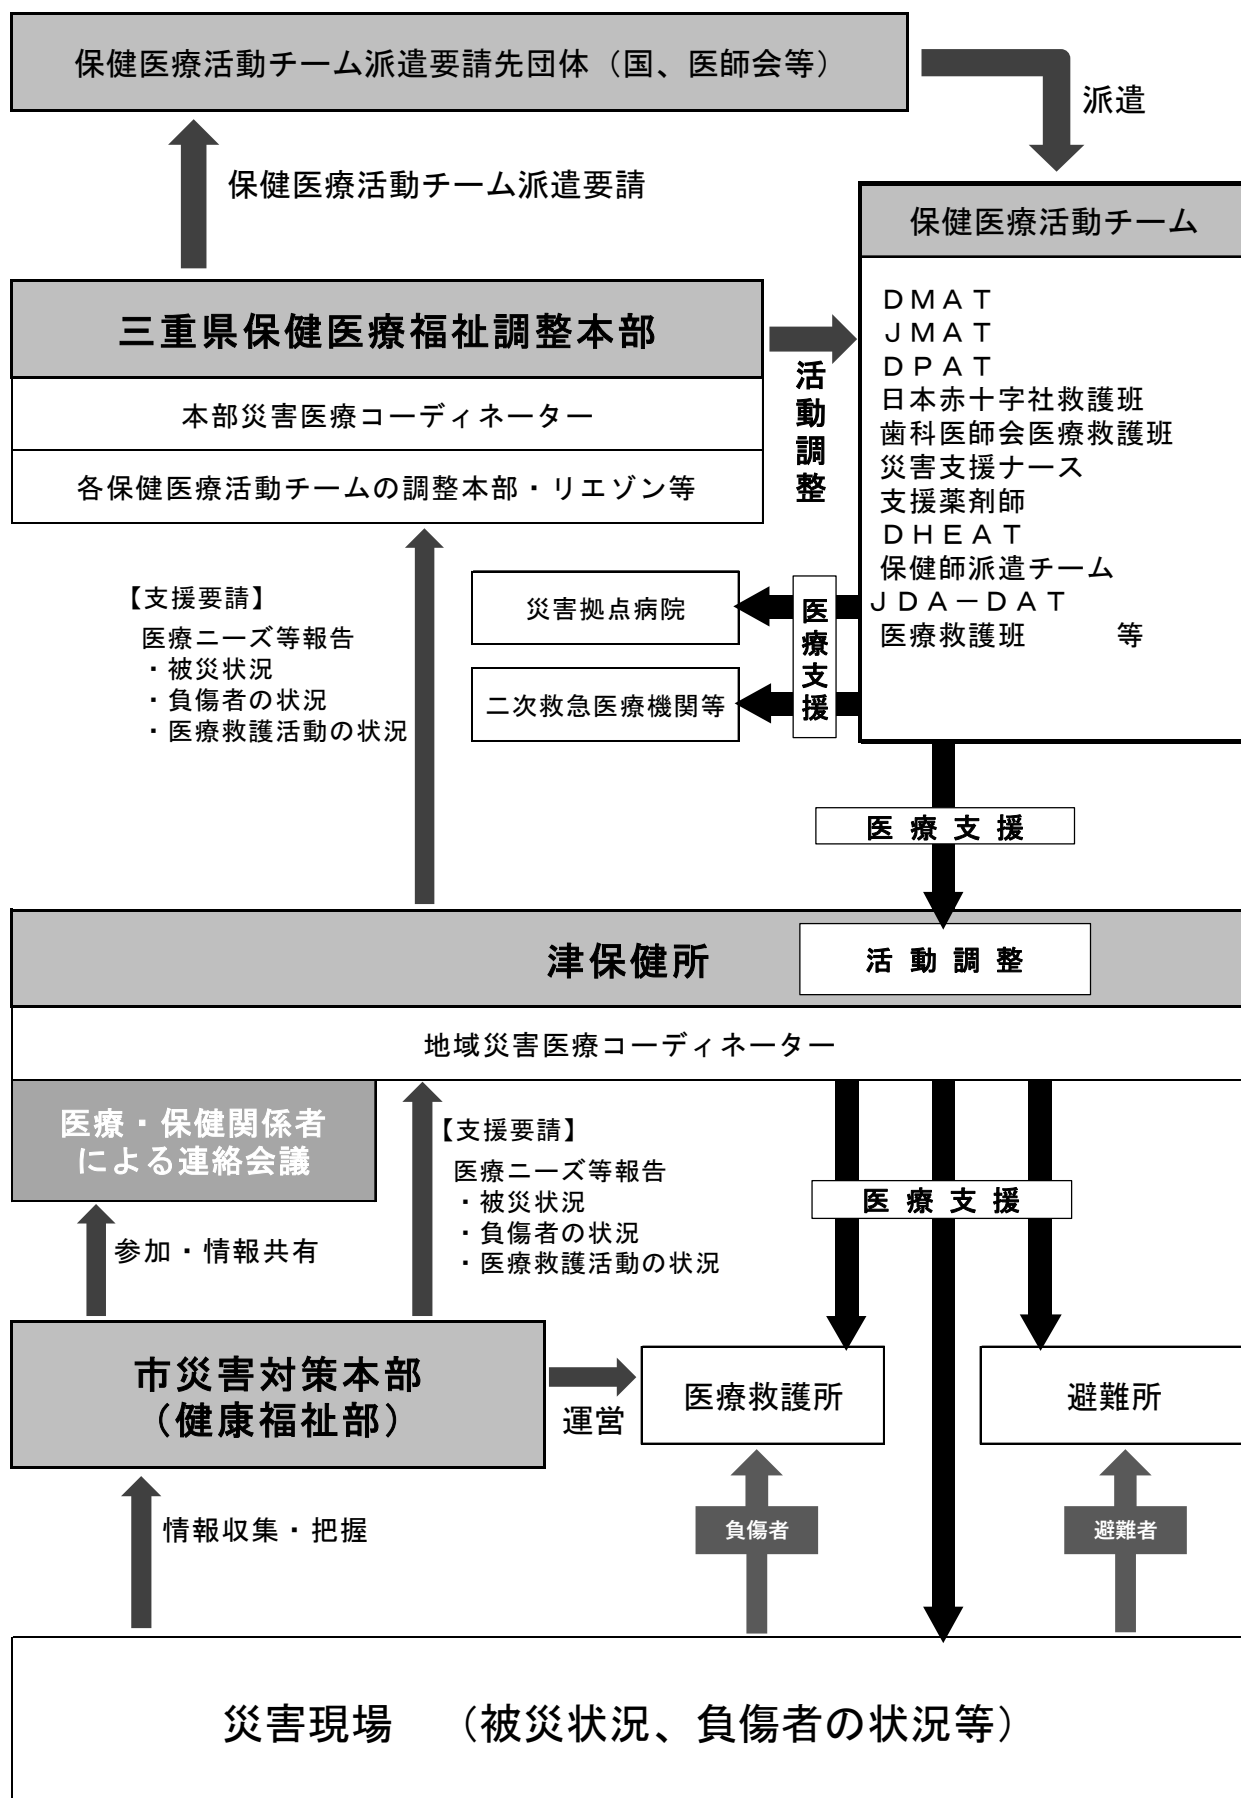 保健医療活動チーム派遣要請先団体（国、医師会等）
派遣
保健医療活動チーム派遣要請
保健医療活動チーム
ＤＭＡＴ
ＪＭＡＴ
ＤＰＡＴ
日本赤十字社救護班
歯科医師会医療救護班
災害支援ナース
支援薬剤師
ＤＨＥＡＴ
保健師派遣チーム
ＪＤＡ－ＤＡＴ
医療救護班　　　等
三重県保健医療福祉調整本部
本部災害医療コーディネーター
各保健医療活動チームの調整本部・リエゾン等
活動調整
【支援要請】
医療ニーズ等報告
・被災状況
・負傷者の状況
・医療救護活動の状況
災害拠点病院
二次救急医療機関等
医療支援
医療支援
津保健所
活動調整
地域災害医療コーディネーター
医療・保健関係者
による連絡会議
参加・情報共有
【支援要請】
医療ニーズ等報告
・被災状況
・負傷者の状況
・医療救護活動の状況
医療支援
市災害対策本部
（健康福祉部）
運営
医療救護所
避難所
情報収集・把握
負傷者
避難者
災害現場　（被災状況、負傷者の状況等）